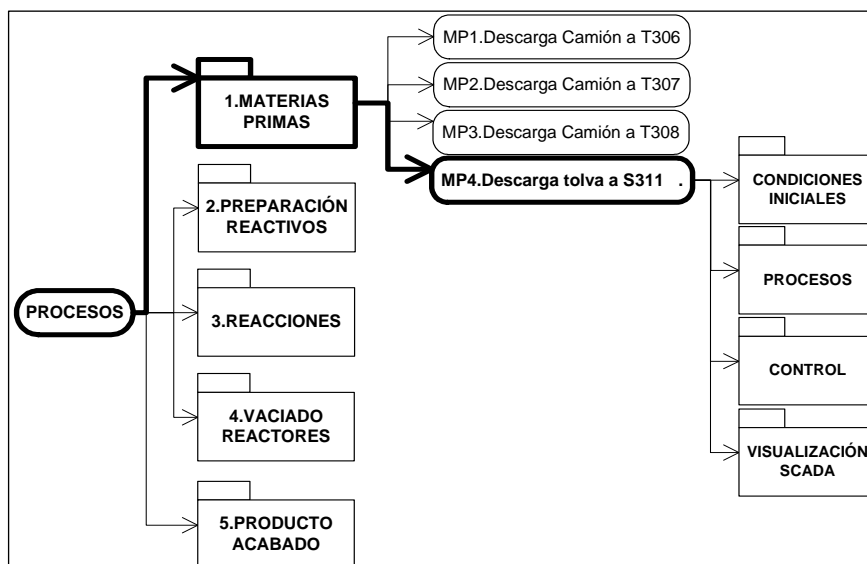 MP1.Descarga Camión a T306
MP2.Descarga Camión a T307
MP3.Descarga Camión a T308
MP4.Descarga tolva a S311 .
1.MATERIAS
PRIMAS
2.PREPARACIÓN
REACTIVOS
PROCESOS
3.REACCIONES
4.VACIADO
REACTORES
5.PRODUCTO
ACABADO
CONDICIONES
INICIALES
PROCESOS
CONTROL
VISUALIZACIÓN
SCADA